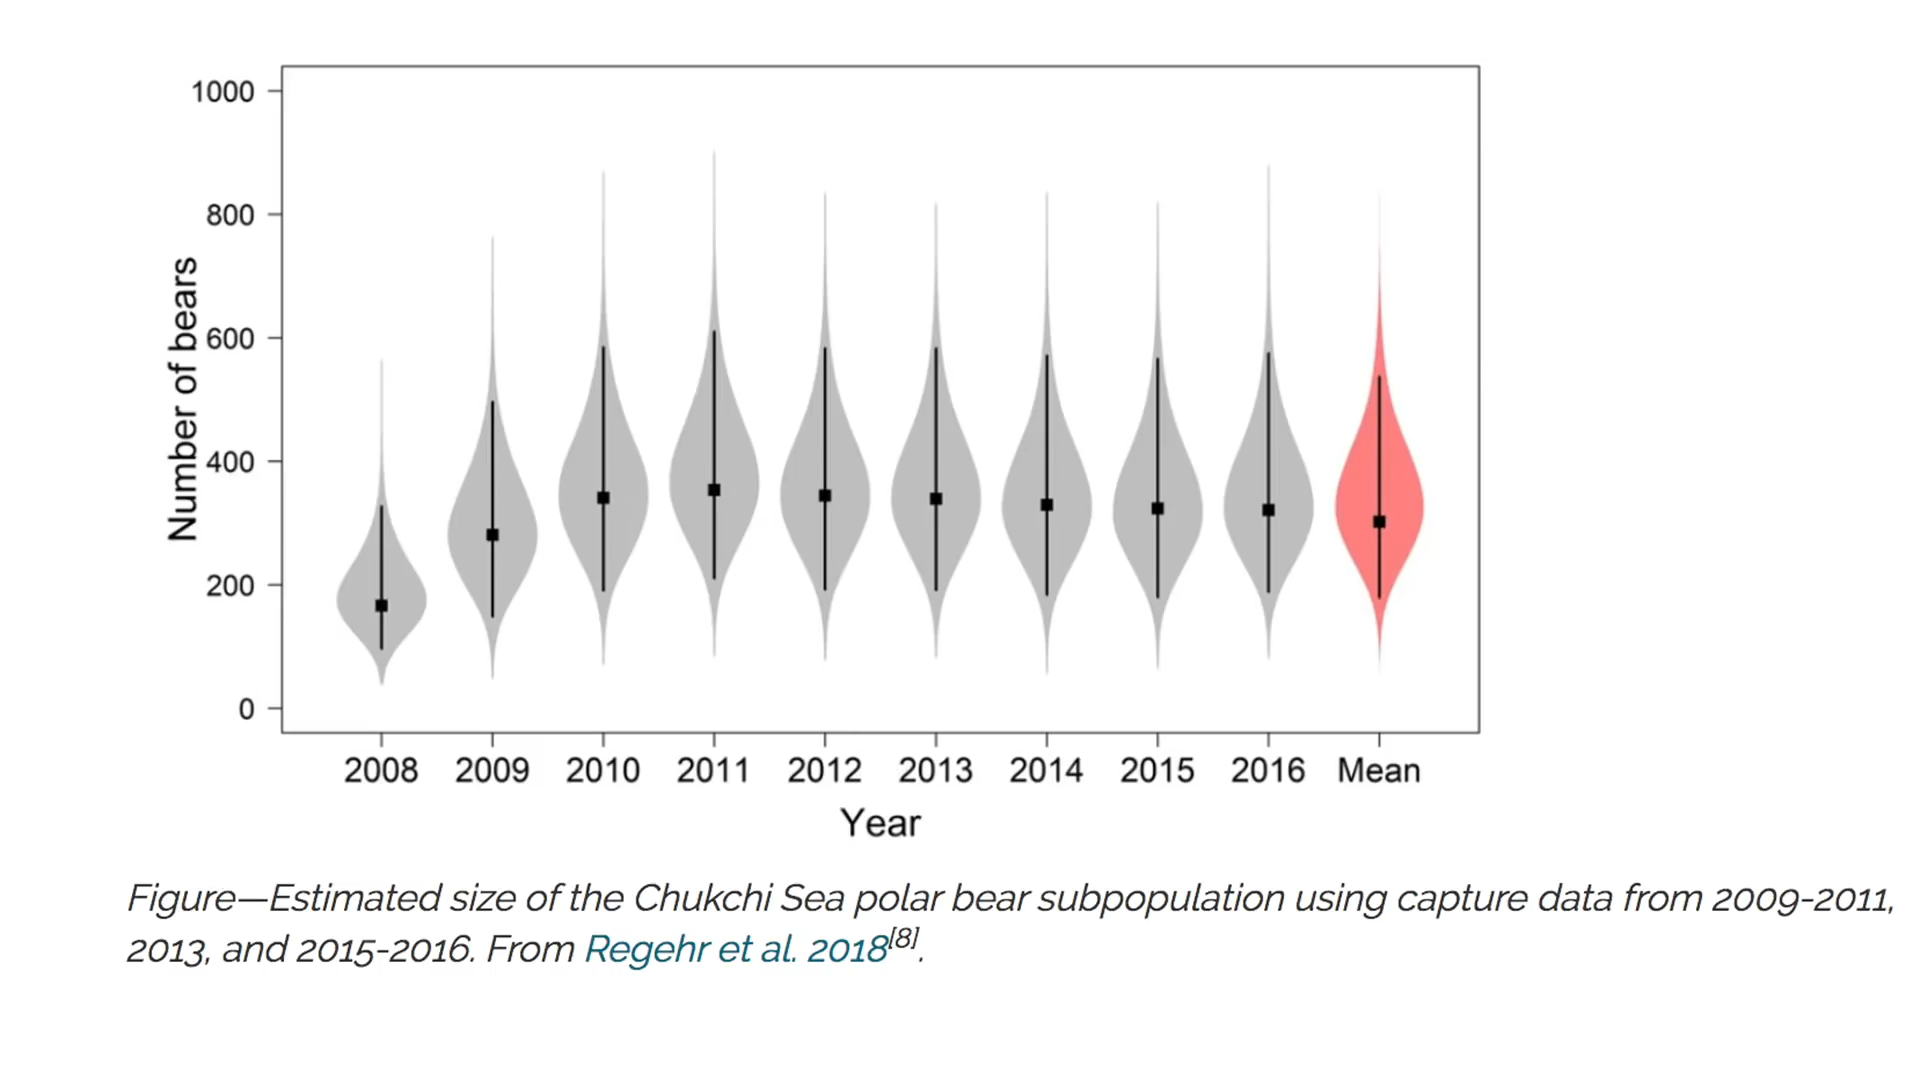 1000
800
600
400
200
0
Number of bears
2008 2009 2010 2011 2012 2013 2014 2015 2016 Mean
Year
Figure—Estimated size of the Chukchi Sea polar bear subpopulation using capture data from 2009-2011,
2013, and 2015-2016. From Regehr et al. 2018[8].